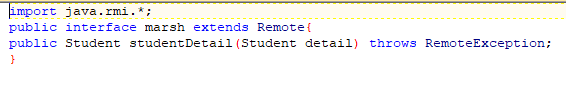 import java.rmi.*;
public interface marsh extends Remote{
public Student studentDetail(Student detail) throws RemoteException;
}